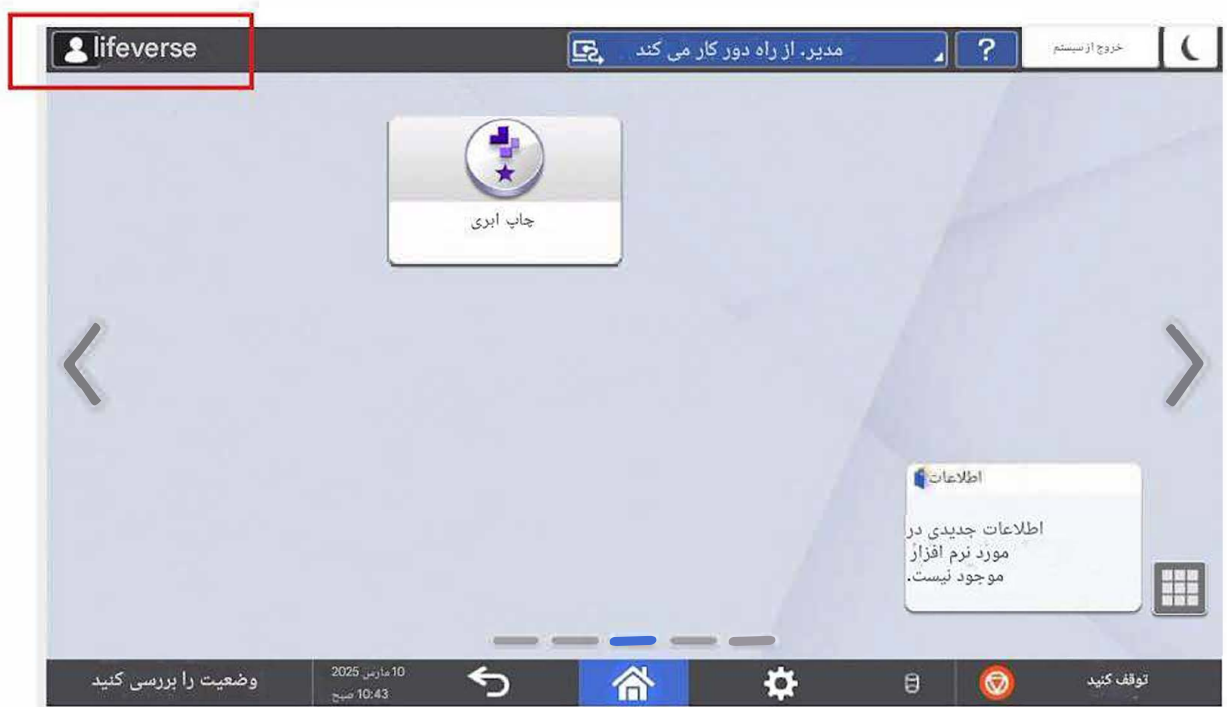 lifeverse
مدیر. از راه دور کار می کند
?
خروج از سیستم
چاپ ابری
اطلاعات
اطلاعات جدیدی در
مورد نرم افزار
موجود نیست.
وضعیت را بررسی کنید
10 مارس 2025
10:43 صبح
توقف کنید